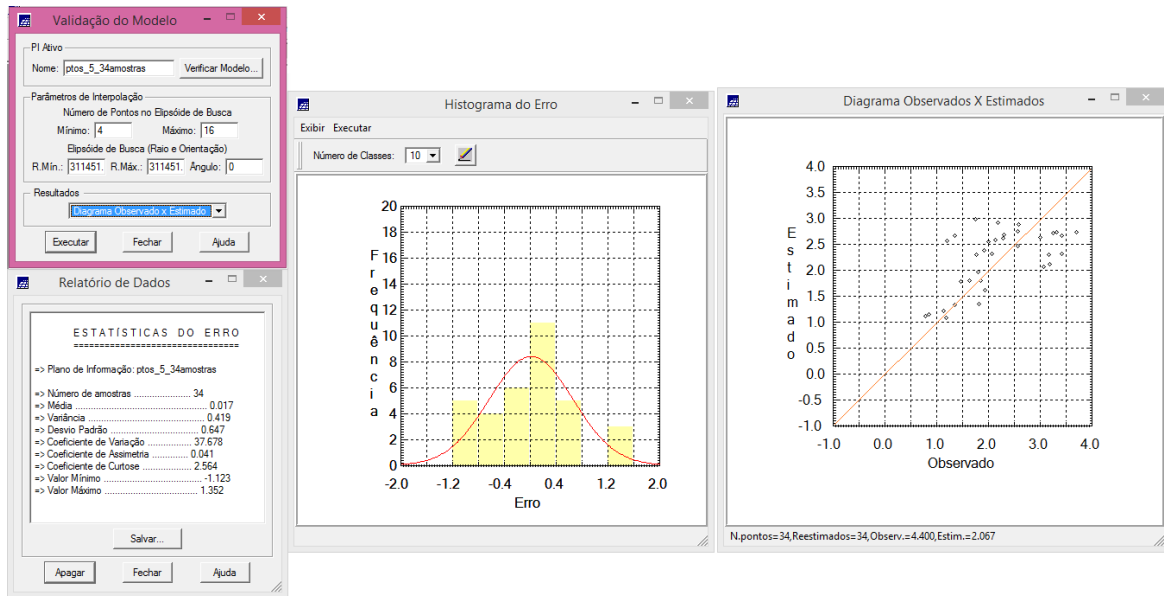 Validação do Modelo
PI Ativo
Nome: ptos_5_34amostras Verificar Modelo...
Parâmetros de Interpolação
Número de Pontos no Elipsóide de Busca
Mínimo: 4 Máximo: 16
Elipsóide de Busca (Raio e Orientação)
R.Mín.: 311451. R.Máx.: 311451. Ângulo: 0
Resultados
Diagrama Observado x Estimado
Executar Fechar Ajuda
Relatório de Dados
ESTATÍSTICAS DO ERRO
================================
=> Plano de Informação: ptos_5_34amostras
=> Número de amostras ..................... 34
=> Média .................................................. 0.017
=> Variância ............................................. 0.419
=> Desvio Padrão ..................................... 0.647
=> Coeficiente de Variação ................ 37.678
=> Coeficiente de Assimetria ................. 0.041
=> Coeficiente de Curtose ..................... 2.564
=> Valor Mínimo .................................... -1.123
=> Valor Máximo ................................... 1.352
Salvar...
Apagar Fechar Ajuda
Histograma do Erro
Exibir Executar
Número de Classes: 10
Frequência
20
18
16
14
12
10
8
6
4
2
0
-2.0 -1.2 -0.4 0.4 1.2 2.0
Erro
Diagrama Observados X Estimados
Estimado
4.0
3.5
3.0
2.5
2.0
1.5
1.0
0.5
0.0
-0.5
-1.0
-1.0 0.0 1.0 2.0 3.0 4.0
Observado
N.pontos=34,Reestimados=34,Observ.=4.400,Estim.=2.067